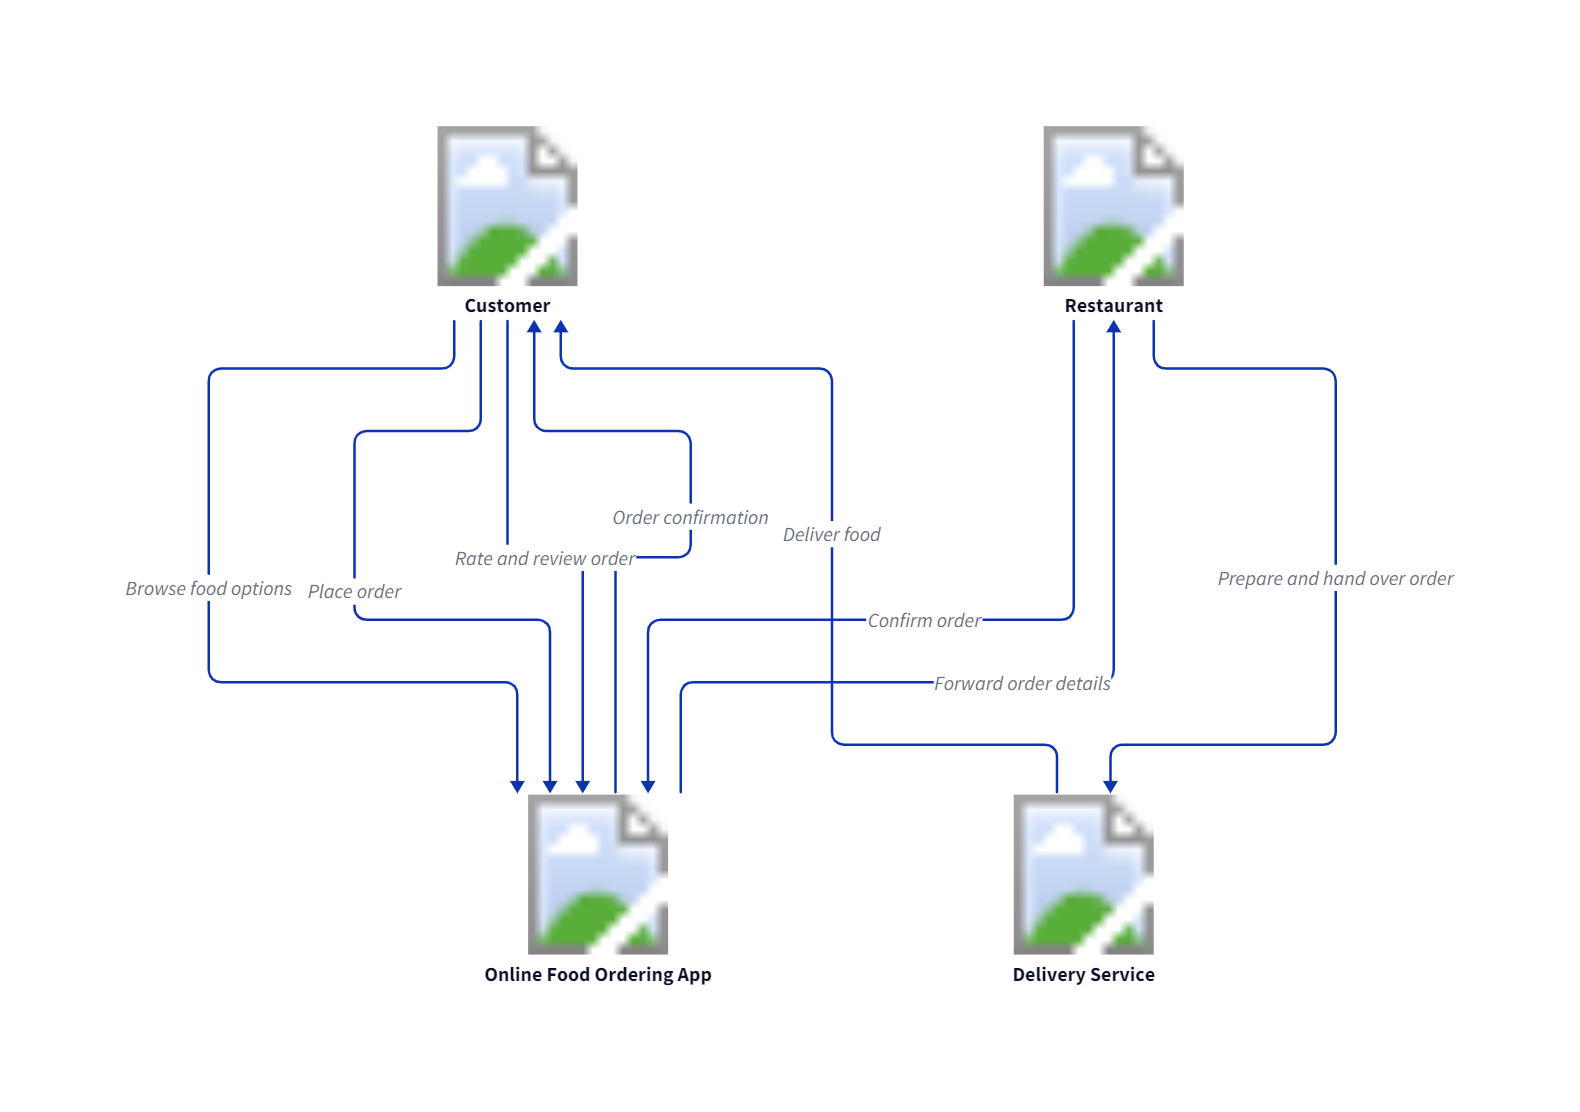 Customer
Restaurant
Order confirmation
Deliver food
Rate and review order
Prepare and hand over order
Browse food options
Place order
Confirm order
Forward order details
Online Food Ordering App
Delivery Service